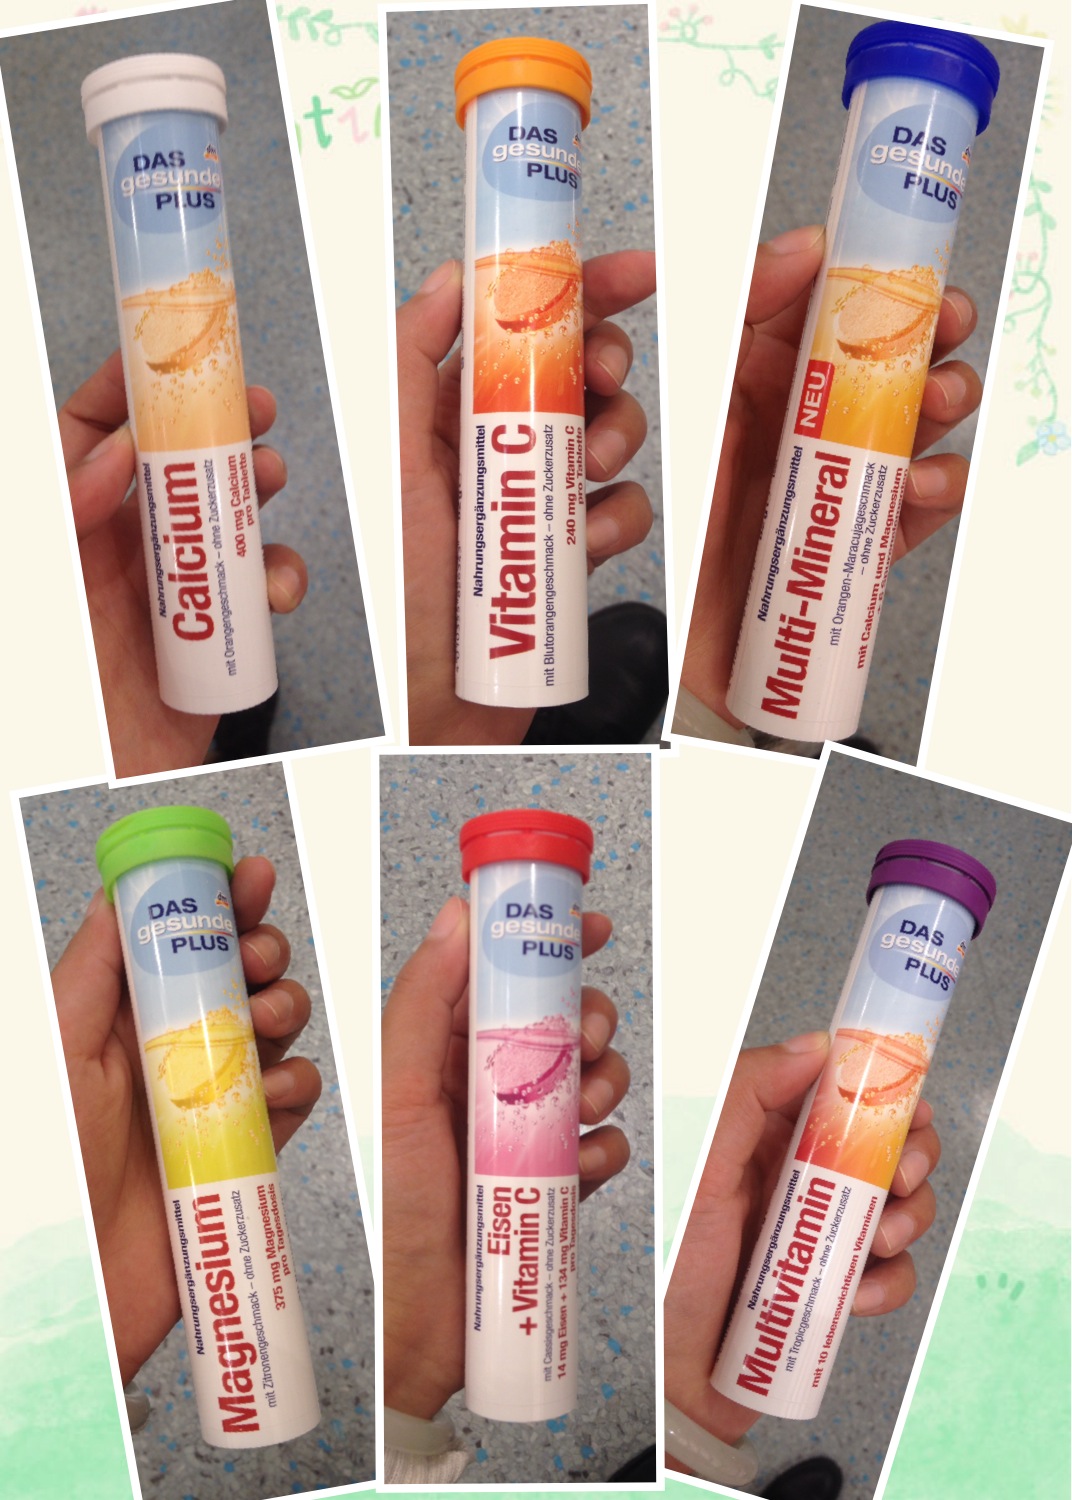 DAS
gesunde
PLUS
Nahrungsergänzungsmittel
Calcium
mit Orangengeschmack – ohne Zuckerzusatz
400 mg Calcium
pro Tablette
DAS
gesunde
PLUS
Nahrungsergänzungsmittel
Vitamin C
mit Blutorangengeschmack – ohne Zuckerzusatz
240 mg Vitamin C
pro Tablette
DAS
gesunde
PLUS
NEU
Nahrungsergänzungsmittel
Multi-Mineral
mit Orangen-Maracujageschmack
– ohne Zuckerzusatz
mit Calcium und Magnesium
DAS
gesunde
PLUS
Nahrungsergänzungsmittel
Magnesium
mit Zitronengeschmack – ohne Zuckerzusatz
375 mg Magnesium
pro Tagesdosis
DAS
gesunde
PLUS
Nahrungsergänzungsmittel
Eisen
+ Vitamin C
mit Cassisgeschmack – ohne Zuckerzusatz
14 mg Eisen + 134 mg Vitamin C
pro Tagesdosis
DAS
gesunde
PLUS
Nahrungsergänzungsmittel
Multivitamin
mit Tropicgeschmack – ohne Zuckerzusatz
mit 10 lebenswichtigen Vitaminen